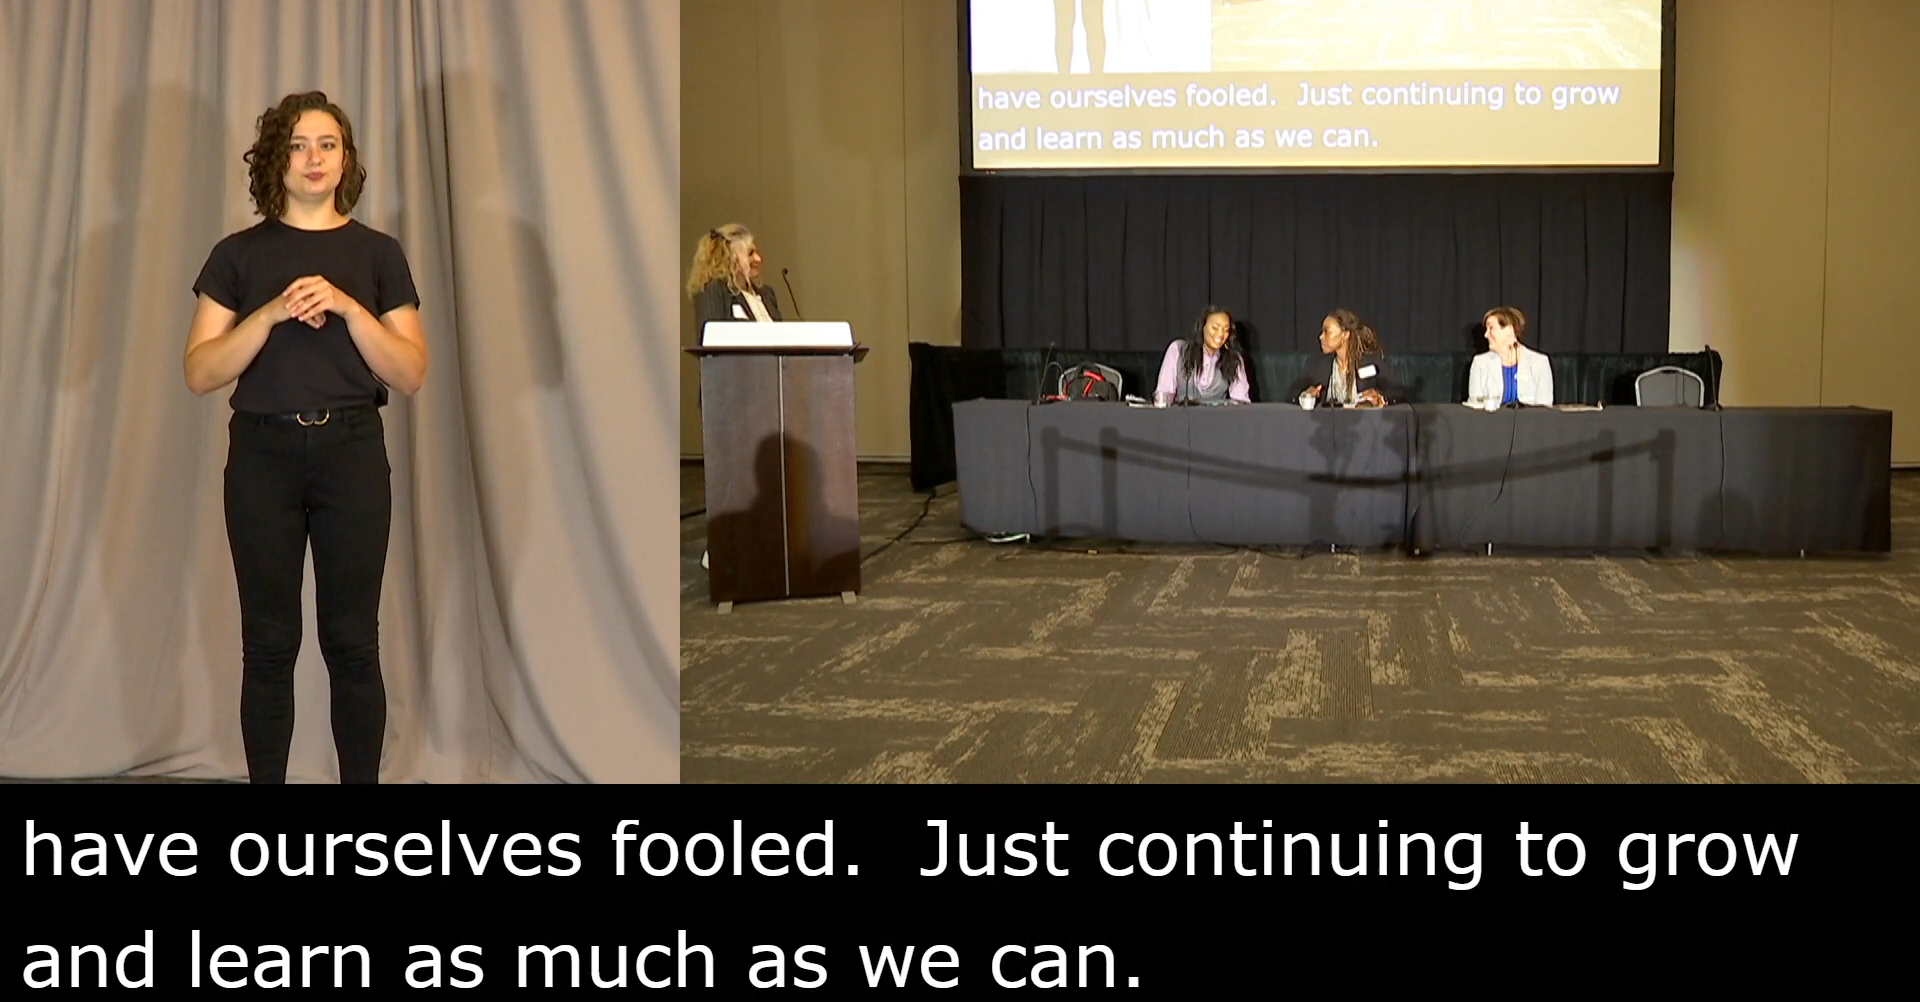 have ourselves fooled.  Just continuing to grow
and learn as much as we can.
have ourselves fooled.  Just continuing to grow
and learn as much as we can.